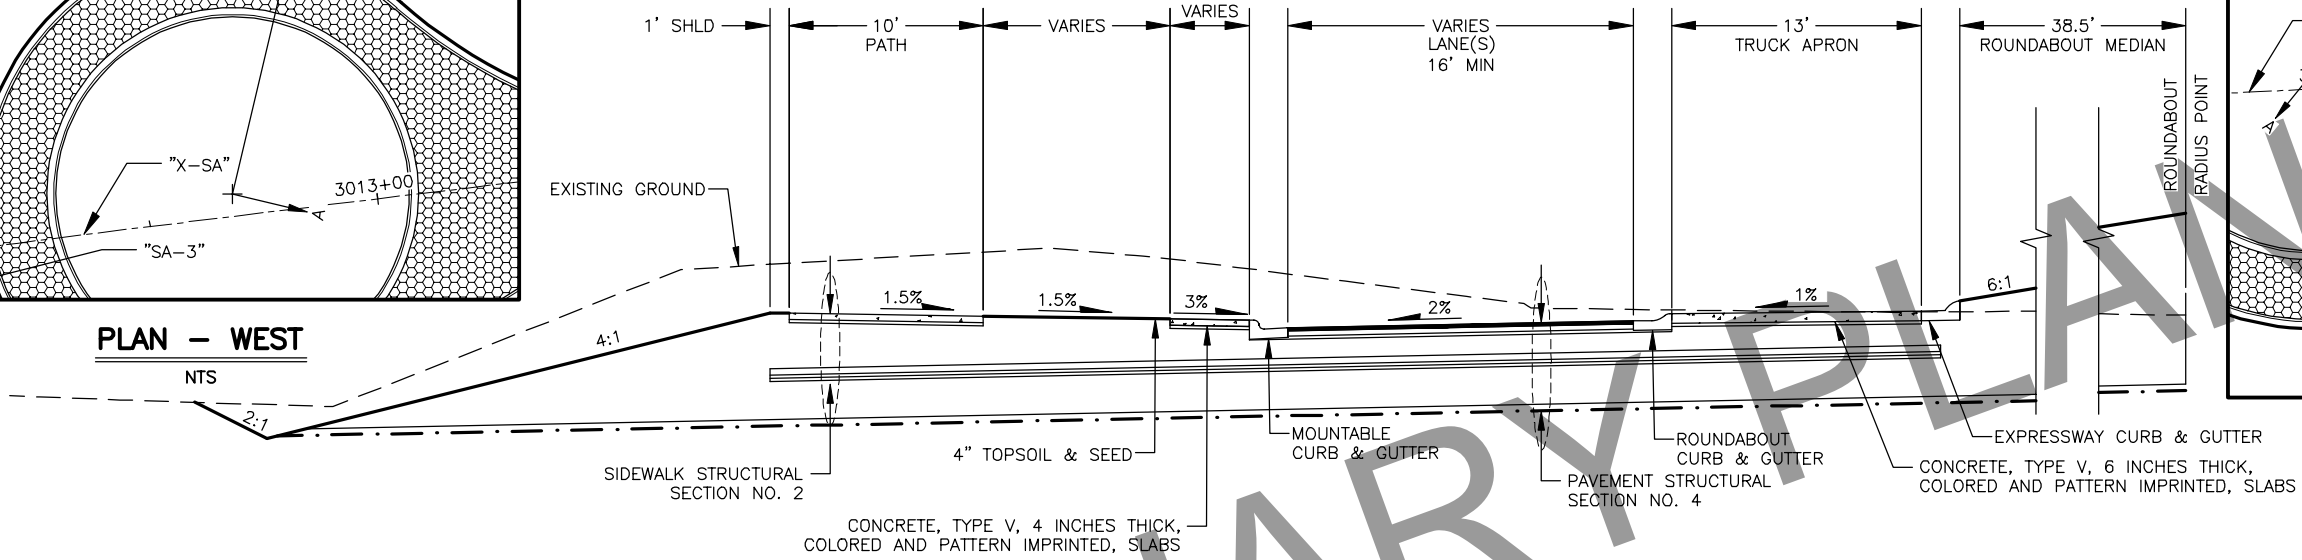 1' SHLD
10'
PATH
VARIES
VARIES
VARIES
LANE(S)
16' MIN
13'
TRUCK APRON
38.5'
ROUNDABOUT MEDIAN
ROUNDABOUT
RADIUS POINT
"X-SA"
3013+00
A
"SA-3"
A
EXISTING GROUND
PLAN - WEST
NTS
2:1
4:1
1.5%
1.5%
3%
2%
1%
6:1
SIDEWALK STRUCTURAL
SECTION NO. 2
4" TOPSOIL & SEED
CONCRETE, TYPE V, 4 INCHES THICK,
COLORED AND PATTERN IMPRINTED, SLABS
MOUNTABLE
CURB & GUTTER
PAVEMENT STRUCTURAL
SECTION NO. 4
ROUNDABOUT
CURB & GUTTER
EXPRESSWAY CURB & GUTTER
CONCRETE, TYPE V, 6 INCHES THICK,
COLORED AND PATTERN IMPRINTED, SLABS
ARY PLAN